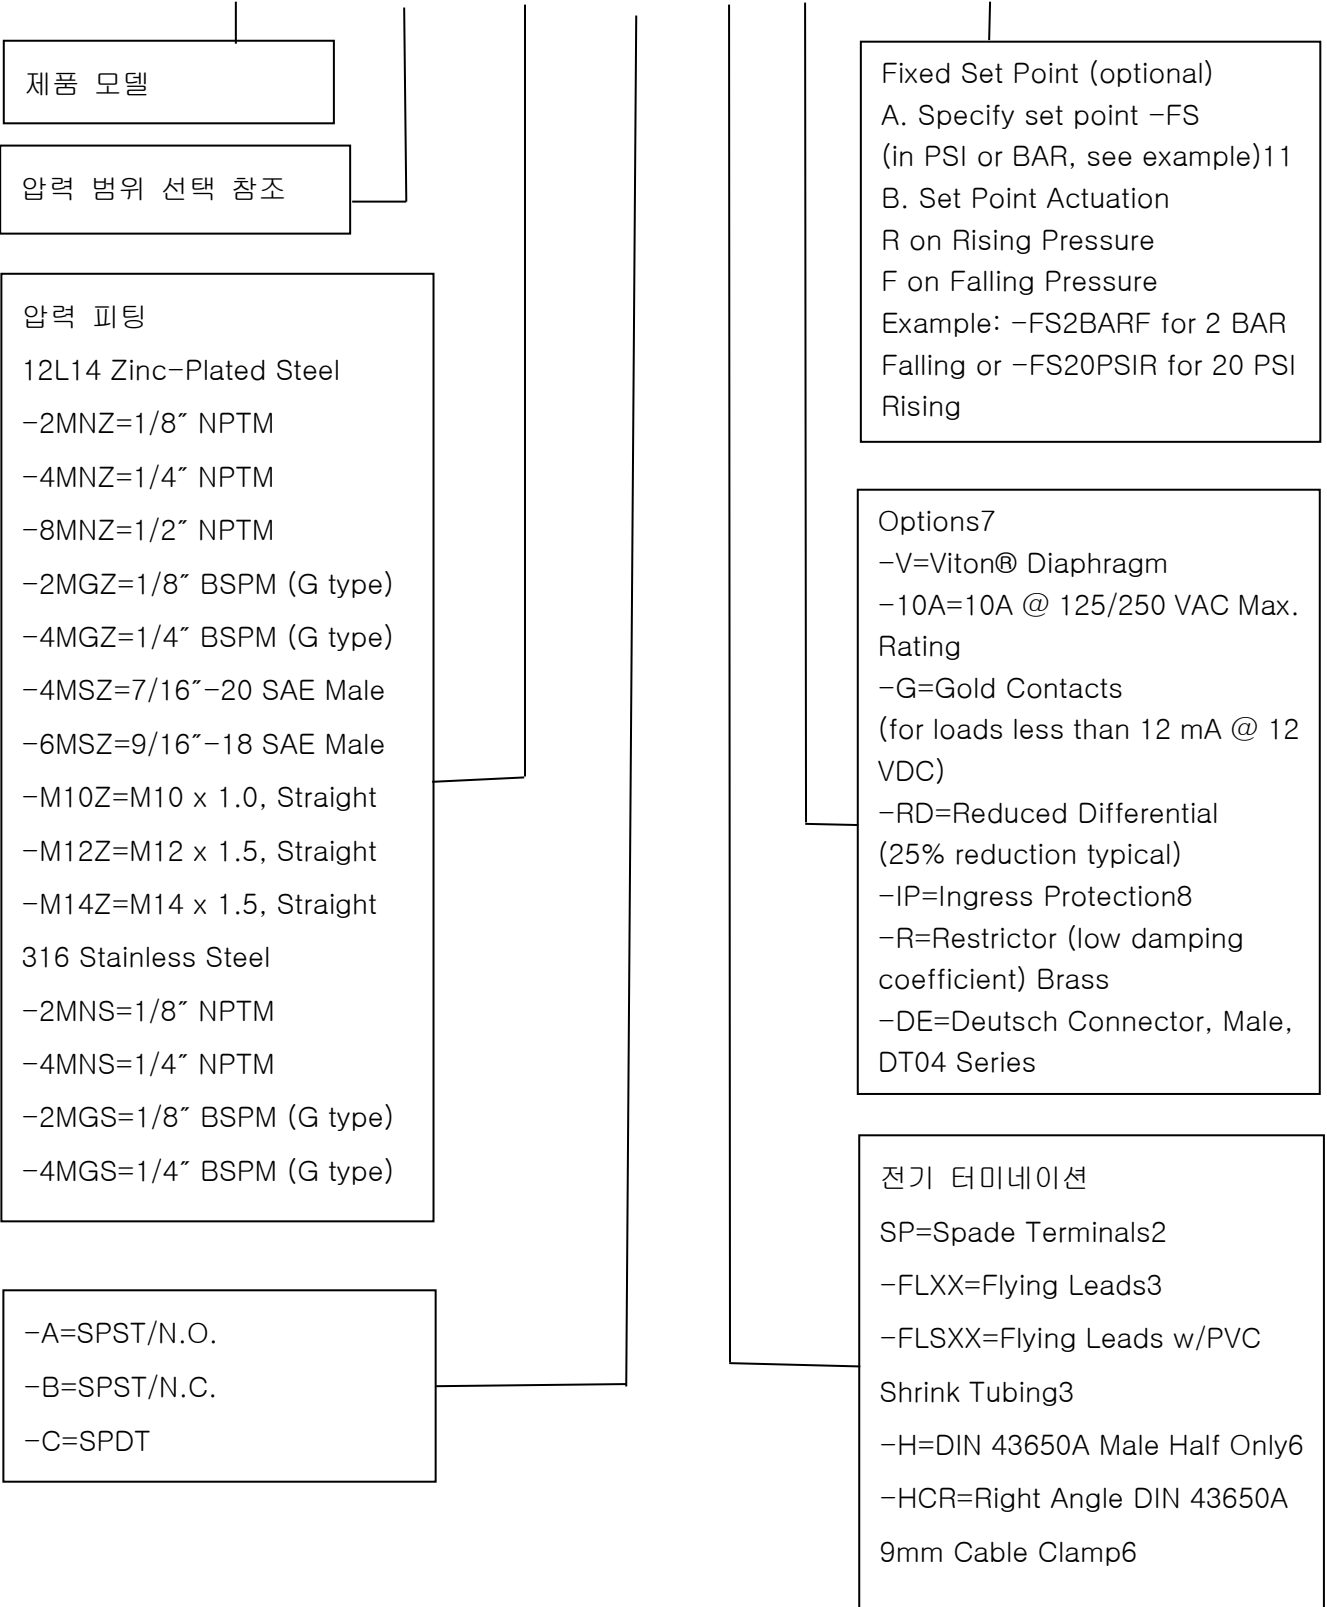 제품 모델
압력 범위 선택 참조
압력 피팅
12L14 Zinc-Plated Steel
-2MNZ=1/8" NPTM
-4MNZ=1/4" NPTM
-8MNZ=1/2" NPTM
-2MGZ=1/8" BSPM (G type)
-4MGZ=1/4" BSPM (G type)
-4MSZ=7/16"-20 SAE Male
-6MSZ=9/16"-18 SAE Male
-M10Z=M10 x 1.0, Straight
-M12Z=M12 x 1.5, Straight
-M14Z=M14 x 1.5, Straight
316 Stainless Steel
-2MNS=1/8" NPTM
-4MNS=1/4" NPTM
-2MGS=1/8" BSPM (G type)
-4MGS=1/4" BSPM (G type)
-A=SPST/N.O.
-B=SPST/N.C.
-C=SPDT
Fixed Set Point (optional)
A. Specify set point -FS
(in PSI or BAR, see example)11
B. Set Point Actuation
R on Rising Pressure
F on Falling Pressure
Example: -FS2BARF for 2 BAR
Falling or -FS20PSIR for 20 PSI
Rising
Options7
-V=Viton® Diaphragm
-10A=10A @ 125/250 VAC Max.
Rating
-G=Gold Contacts
(for loads less than 12 mA @ 12
VDC)
-RD=Reduced Differential
(25% reduction typical)
-IP=Ingress Protection8
-R=Restrictor (low damping
coefficient) Brass
-DE=Deutsch Connector, Male,
DT04 Series
전기 터미네이션
SP=Spade Terminals2
-FLXX=Flying Leads3
-FLSXX=Flying Leads w/PVC
Shrink Tubing3
-H=DIN 43650A Male Half Only6
-HCR=Right Angle DIN 43650A
9mm Cable Clamp6